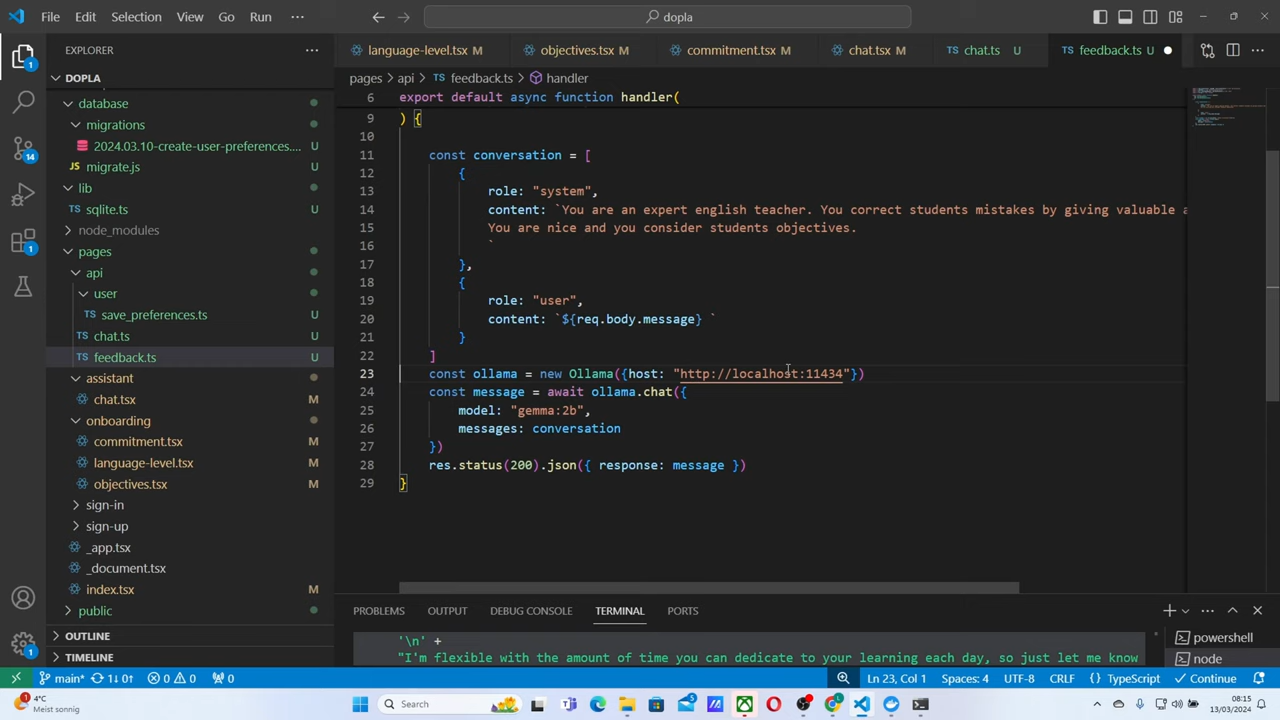 File Edit Selection View Go Run ··· dopla
EXPLORER ···
language-level.tsx M objectives.tsx M commitment.tsx M chat.tsx M chat.ts U feedback.ts U
DOPLA
pages > api > feedback.ts > handler
database
migrations
2024.03.10-create-user-preferences.... U
migrate.js U
lib
sqlite.ts U
node_modules
pages
api
user
save_preferences.ts U
chat.ts U
feedback.ts U
assistant
chat.tsx M
onboarding
commitment.tsx M
language-level.tsx M
objectives.tsx M
sign-in
sign-up
_app.tsx
_document.tsx
index.tsx M
public
OUTLINE
TIMELINE
6 export default async function handler(
9 ) {
10
11 const conversation = [
12 {
13 role: "system",
14 content: `You are an expert english teacher. You correct students mistakes by giving valuable a
15 You are nice and you consider students objectives.
16 `
17 },
18 {
19 role: "user",
20 content: `${req.body.message} `
21 }
22 ]
23 const ollama = new Ollama({host: "http://localhost:11434"})
24 const message = await ollama.chat({
25 model: "gemma:2b",
26 messages: conversation
27 })
28 res.status(200).json({ response: message })
29 }
PROBLEMS OUTPUT DEBUG CONSOLE TERMINAL PORTS
'\n' +
"I'm flexible with the amount of time you can dedicate to your learning each day, so just let me know
powershell
node
14
1
1
main* 1↓ 0↑ 0 0 0 Ln 23, Col 1 Spaces: 4 UTF-8 CRLF TypeScript Continue
4°C
Meist sonnig
Search
5
08:15
13/03/2024